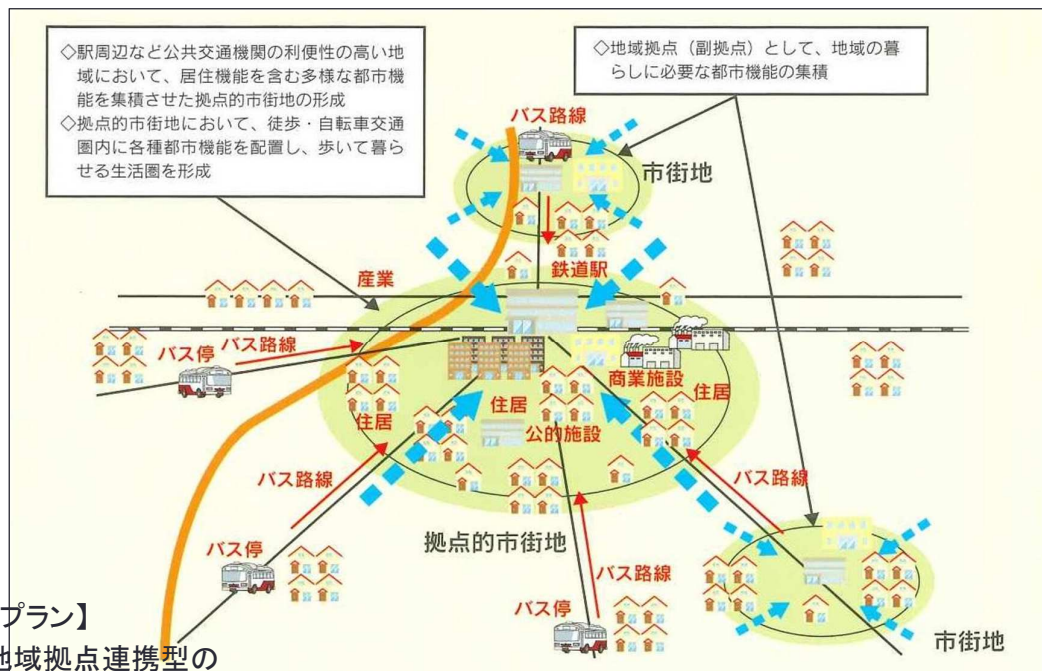 ◇駅周辺など公共交通機関の利便性の高い地
域において、居住機能を含む多様な都市機
能を集積させた拠点的市街地の形成
◇拠点的市街地において、徒歩・自転車交通
圏内に各種都市機能を配置し、歩いて暮ら
せる生活圏を形成
◇地域拠点（副拠点）として、地域の暮
らしに必要な都市機能の集積
バス路線
市街地
産業
鉄道駅
バス停
バス路線
商業施設
住居
住居
住居
公的施設
バス路線
バス路線
拠点的市街地
バス停
バス路線
バス停
市街地
プラン】
地域拠点連携型の